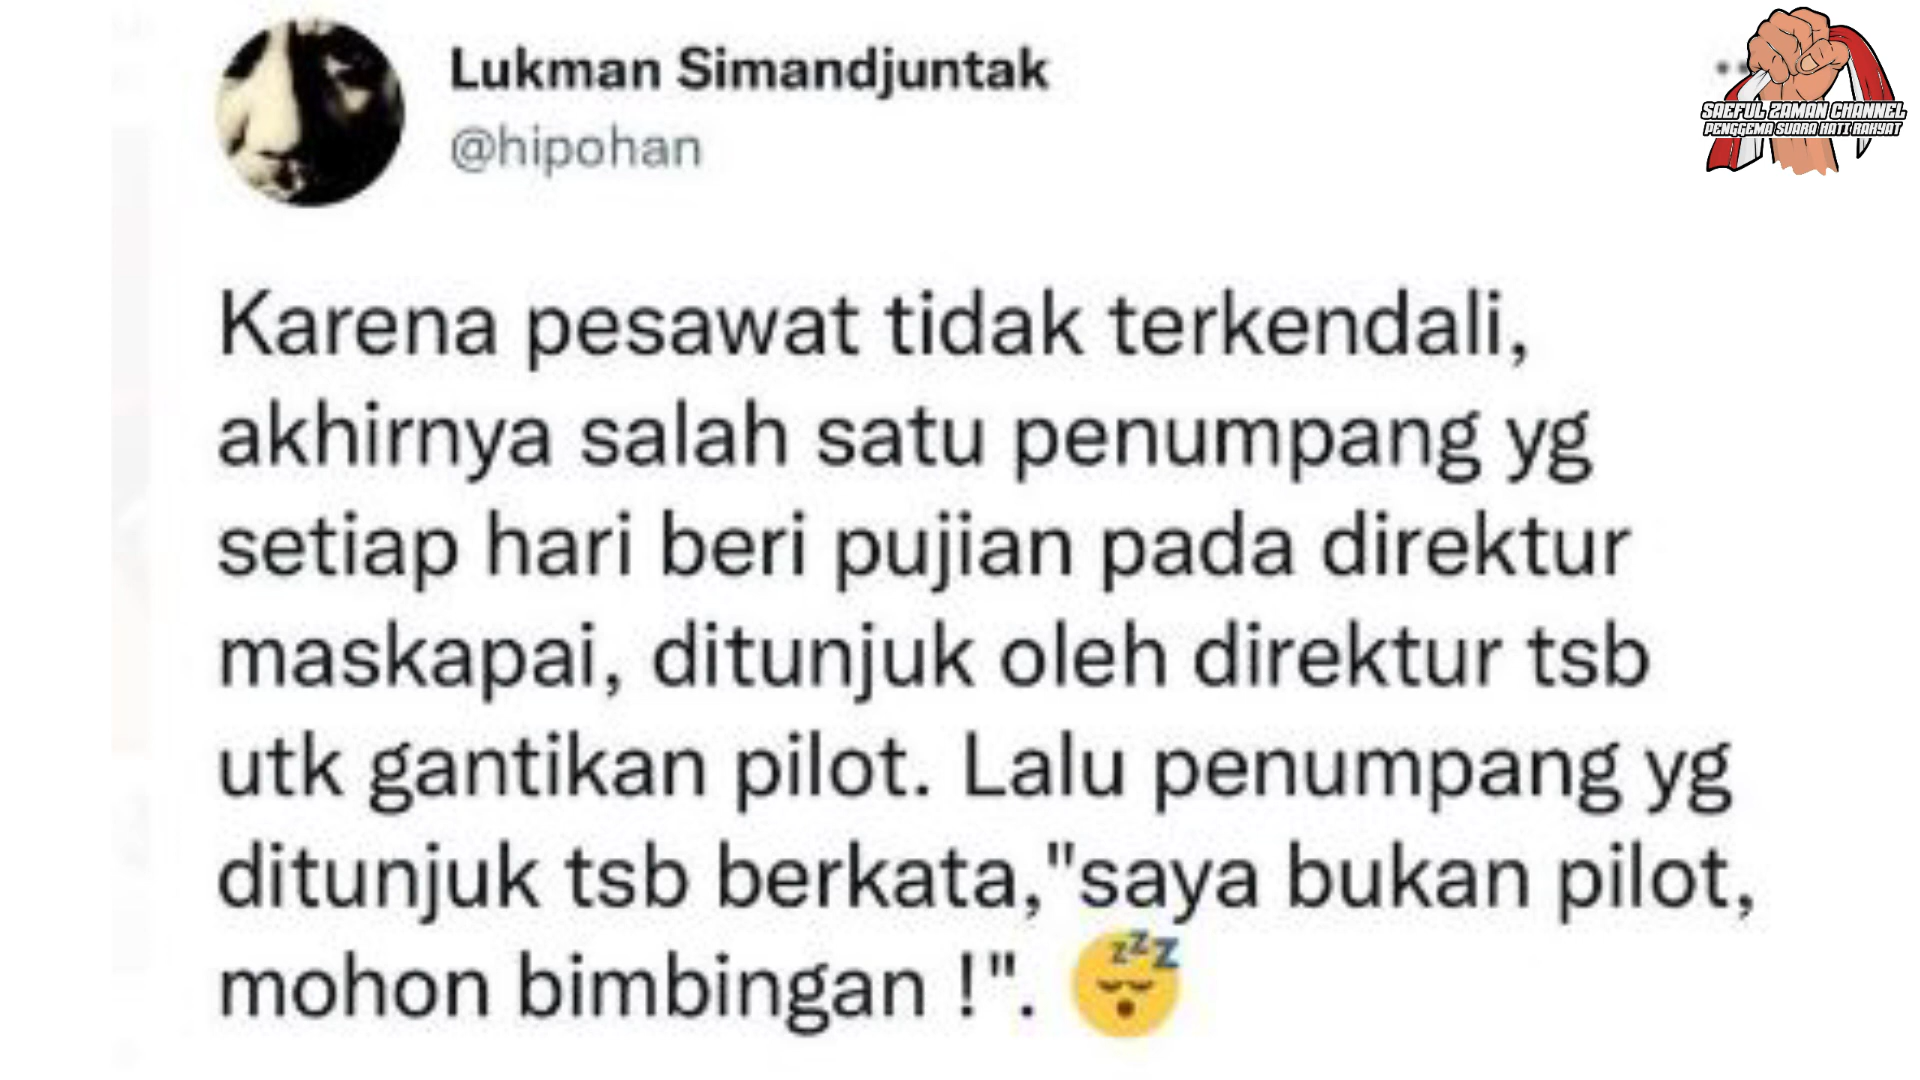 Lukman Simandjuntak
@hipohan
SAEFUL ZAMAN CHANNEL
PENGGEMA SUARA HATI RAKYAT
Karena pesawat tidak terkendali,
akhirnya salah satu penumpang yg
setiap hari beri pujian pada direktur
maskapai, ditunjuk oleh direktur tsb
utk gantikan pilot. Lalu penumpang yg
ditunjuk tsb berkata,"saya bukan pilot,
mohon bimbingan !". 😴